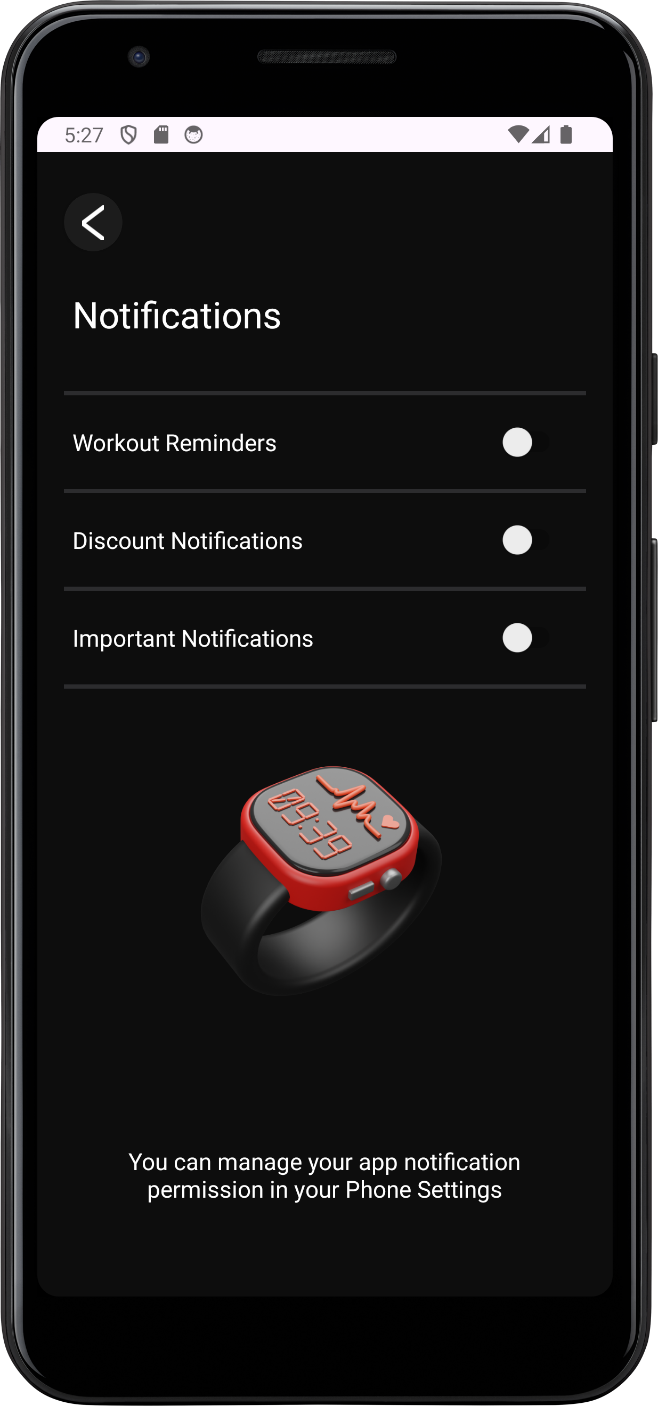 5:27
Notifications
Workout Reminders
Discount Notifications
Important Notifications
09:39
You can manage your app notification
permission in your Phone Settings